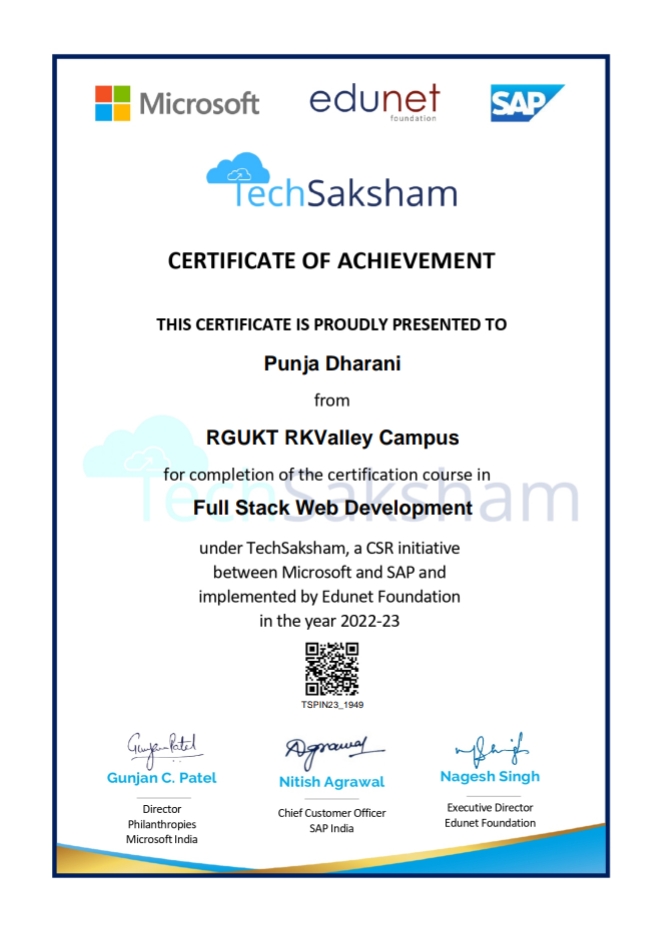 Microsoft
edunet
foundation
SAP
TechSaksham
CERTIFICATE OF ACHIEVEMENT
THIS CERTIFICATE IS PROUDLY PRESENTED TO
Punja Dharani
from
RGUKT RKValley Campus
for completion of the certification course in
TechSaksham
Full Stack Web Development
under TechSaksham, a CSR initiative
between Microsoft and SAP and
implemented by Edunet Foundation
in the year 2022-23
TSPIN23_1949
Gunjan Patel
Agrawal
Gunjan C. Patel
Nitish Agrawal
Nagesh Singh
Director
Philanthropies
Microsoft India
Chief Customer Officer
SAP India
Executive Director
Edunet Foundation